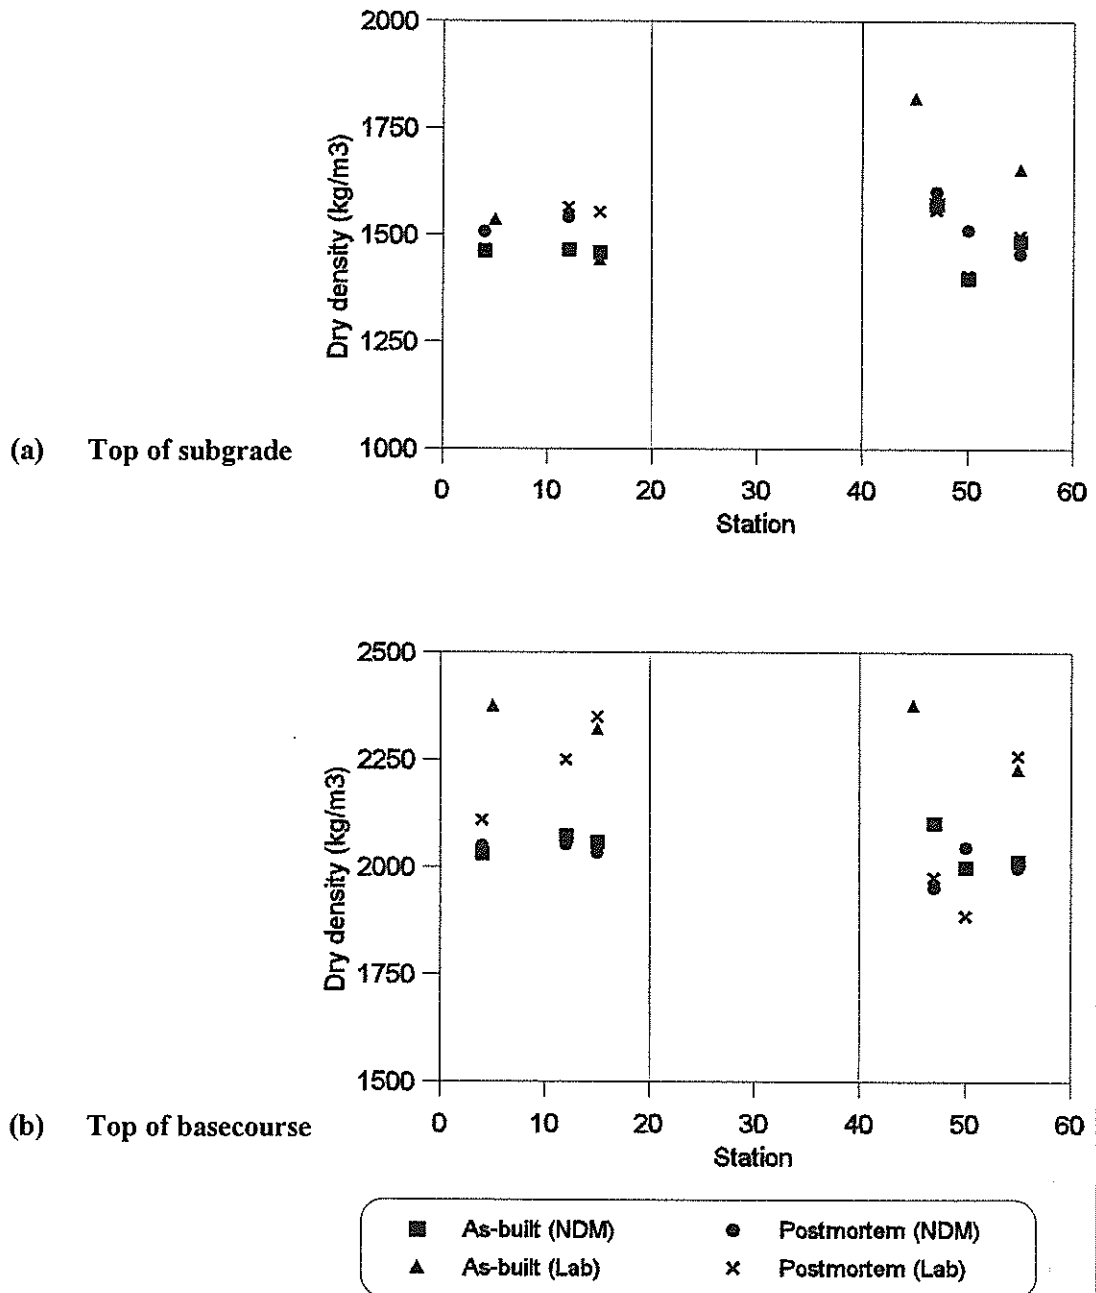 2000
1750
1500
1250
1000
Dry density (kg/m3)
(a) Top of subgrade
0 10 20 30 40 50 60
Station
2500
2250
2000
1750
1500
Dry density (kg/m3)
(b) Top of basecourse
0 10 20 30 40 50 60
Station
As-built (NDM) Postmortem (NDM)
As-built (Lab) Postmortem (Lab)